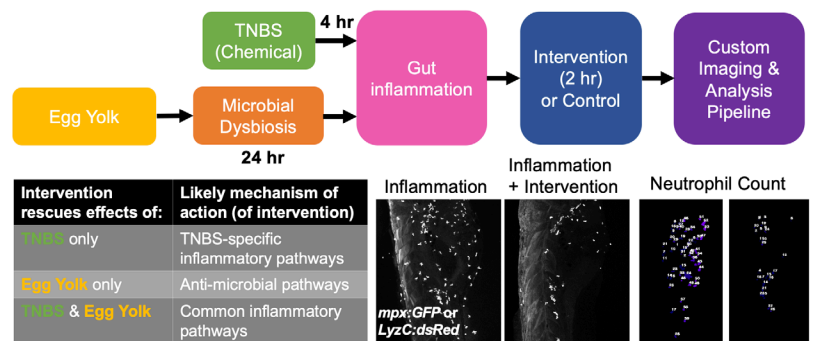 TNBS
(Chemical)
4 hr
Gut
inflammation
Intervention
(2 hr)
or Control
Custom
Imaging &
Analysis
Pipeline
Egg Yolk
Microbial
Dysbiosis
24 hr
Intervention
rescues effects of:
Likely mechanism of
action (of intervention)
TNBS only
TNBS-specific
inflammatory pathways
Egg Yolk only
Anti-microbial pathways
TNBS & Egg Yolk
Common inflammatory
pathways
Inflammation
Inflammation
+ Intervention
Neutrophil Count
mpx:GFP or
LyzC:dsRed